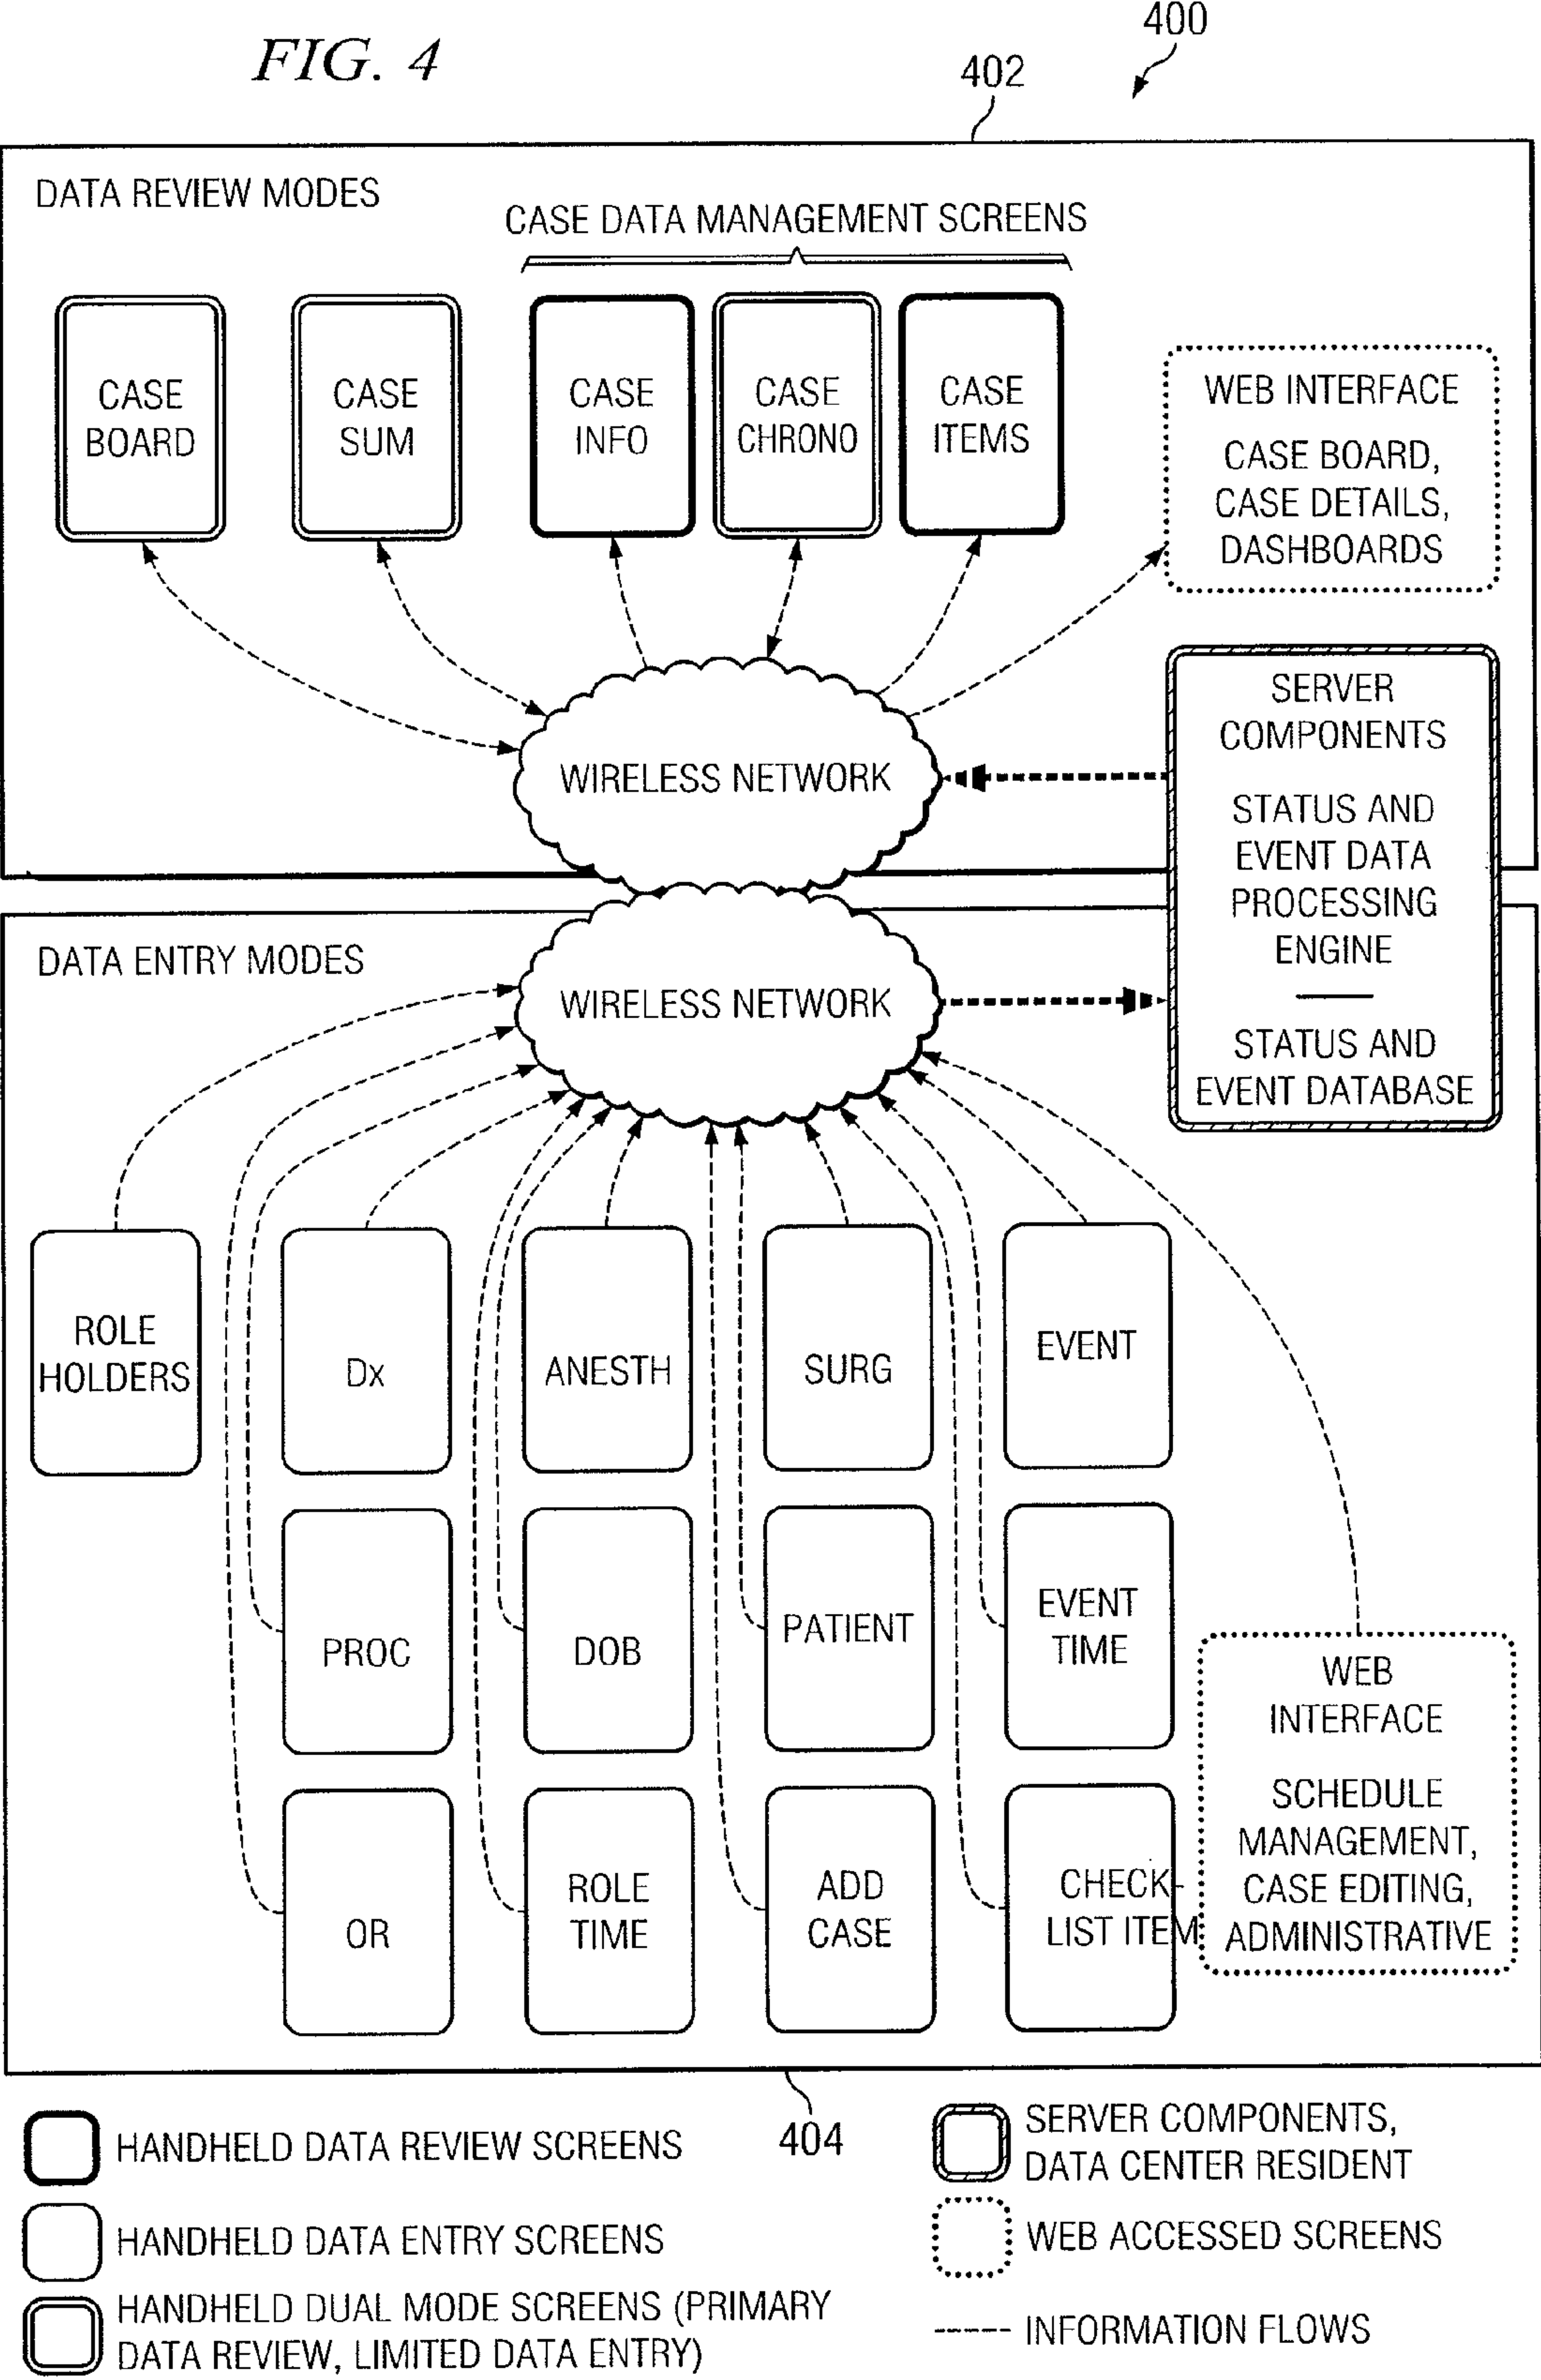 FIG. 4
400
402
DATA REVIEW MODES
CASE DATA MANAGEMENT SCREENS
CASE
BOARD
CASE
SUM
CASE
INFO
CASE
CHRONO
CASE
ITEMS
WEB INTERFACE
CASE BOARD,
CASE DETAILS,
DASHBOARDS
WIRELESS NETWORK
SERVER
COMPONENTS
STATUS AND
EVENT DATA
PROCESSING
ENGINE
STATUS AND
EVENT DATABASE
DATA ENTRY MODES
WIRELESS NETWORK
ROLE
HOLDERS
Dx
ANESTH
SURG
EVENT
PROC
DOB
PATIENT
EVENT
TIME
OR
ROLE
TIME
ADD
CASE
CHECK-
LIST ITEM
WEB
INTERFACE
SCHEDULE
MANAGEMENT,
CASE EDITING,
ADMINISTRATIVE
404
HANDHELD DATA REVIEW SCREENS
HANDHELD DATA ENTRY SCREENS
HANDHELD DUAL MODE SCREENS (PRIMARY
DATA REVIEW, LIMITED DATA ENTRY)
SERVER COMPONENTS,
DATA CENTER RESIDENT
WEB ACCESSED SCREENS
INFORMATION FLOWS